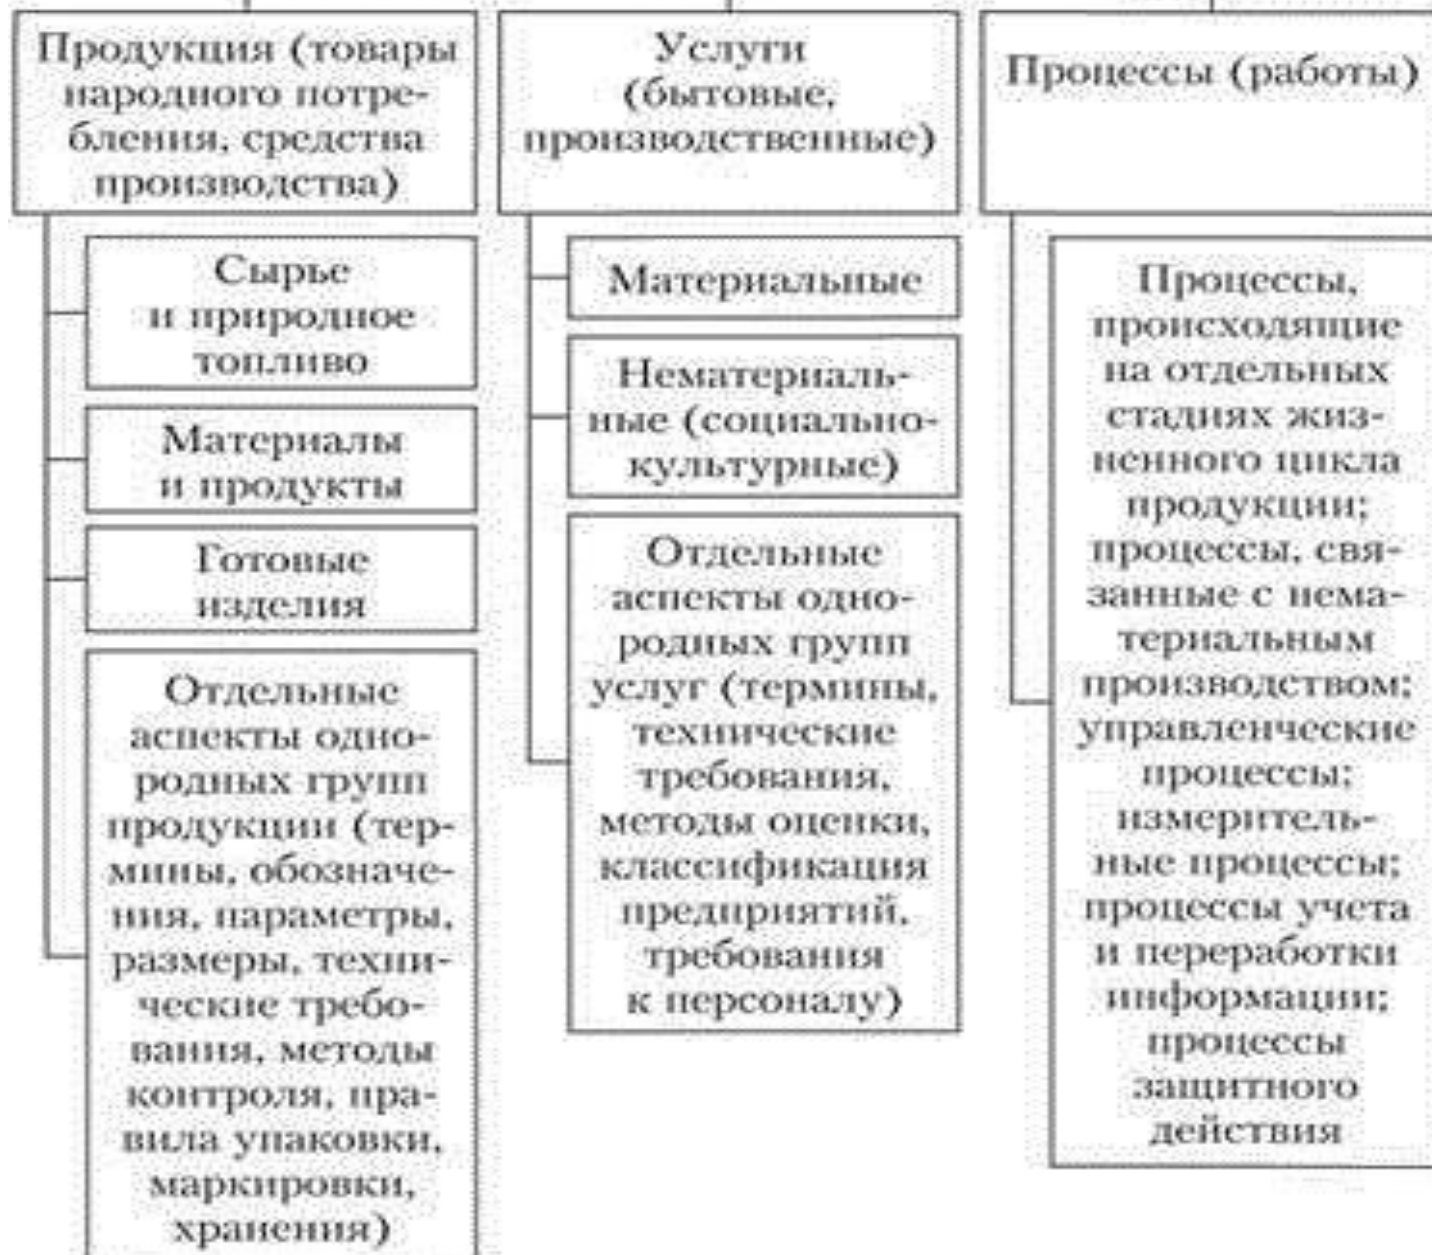 Продукция (товары
народного потре-
бления, средства
производства)
Сырье
и природное
топливо
Материалы
и продукты
Готовые
изделия
Отдельные
аспекты одно-
родных групп
продукции (тер-
мины, обозначе-
ния, параметры,
размеры, техни-
ческие требо-
вания, методы
контроля, пра-
вила упаковки,
маркировки,
хранения)
Услуги
(бытовые,
производственные)
Материальные
Нематериаль-
ные (социально-
культурные)
Отдельные
аспекты одно-
родных групп
услуг (термины,
технические
требования,
методы оценки,
классификация
предприятий,
требования
к персоналу)
Процессы (работы)
Процессы,
происходящие
на отдельных
стадиях жиз-
ненного цикла
продукции;
процессы, свя-
занные с нема-
териальным
производством;
управленческие
процессы;
измеритель-
ные процессы;
процессы учета
и переработки
информации;
процессы
защитного
действия